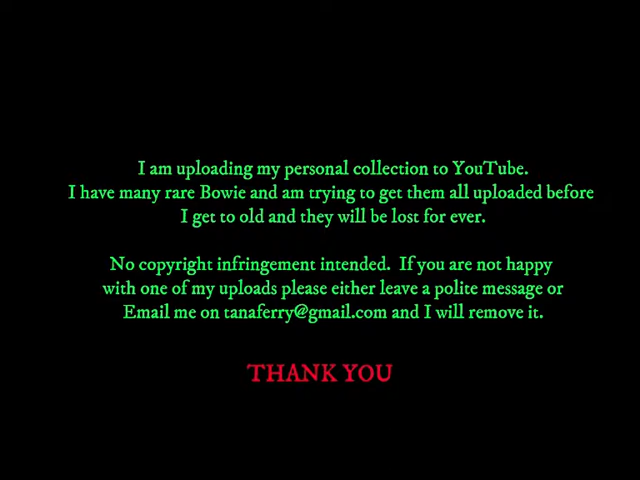 I am uploading my personal collection to YouTube.
I have many rare Bowie and am trying to get them all uploaded before
I get to old and they will be lost for ever.
No copyright infringement intended.  If you are not happy
with one of my uploads please either leave a polite message or
Email me on tanaferry@gmail.com and I will remove it.
THANK YOU